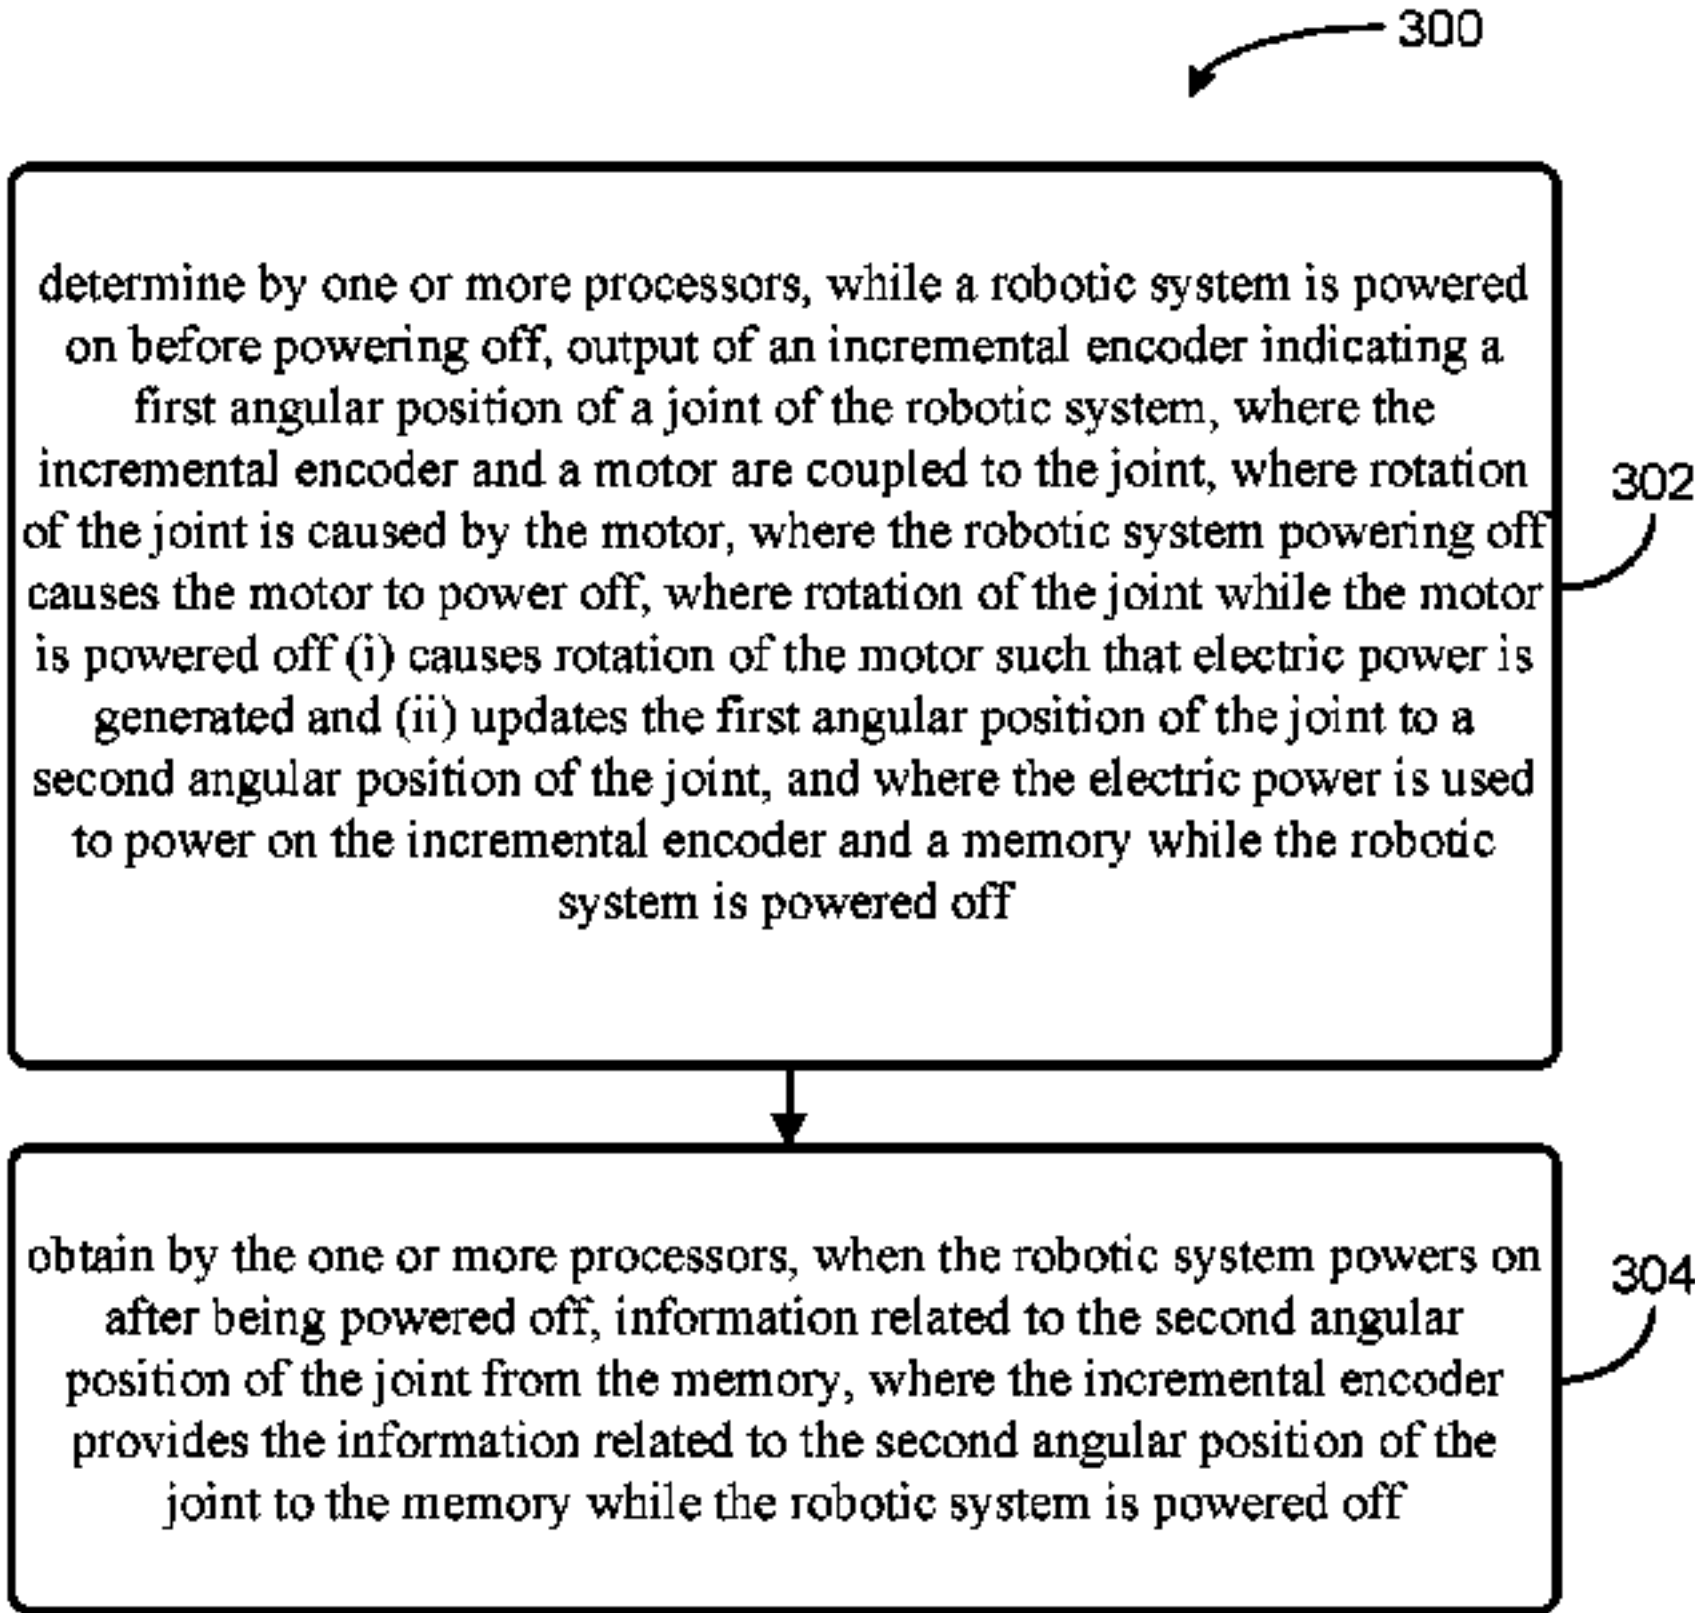 300
determine by one or more processors, while a robotic system is powered
on before powering off, output of an incremental encoder indicating a
first angular position of a joint of the robotic system, where the
incremental encoder and a motor are coupled to the joint, where rotation
of the joint is caused by the motor, where the robotic system powering off
causes the motor to power off, where rotation of the joint while the motor
is powered off (i) causes rotation of the motor such that electric power is
generated and (ii) updates the first angular position of the joint to a
second angular position of the joint, and where the electric power is used
to power on the incremental encoder and a memory while the robotic
system is powered off
302
obtain by the one or more processors, when the robotic system powers on
after being powered off, information related to the second angular
position of the joint from the memory, where the incremental encoder
provides the information related to the second angular position of the
joint to the memory while the robotic system is powered off
304